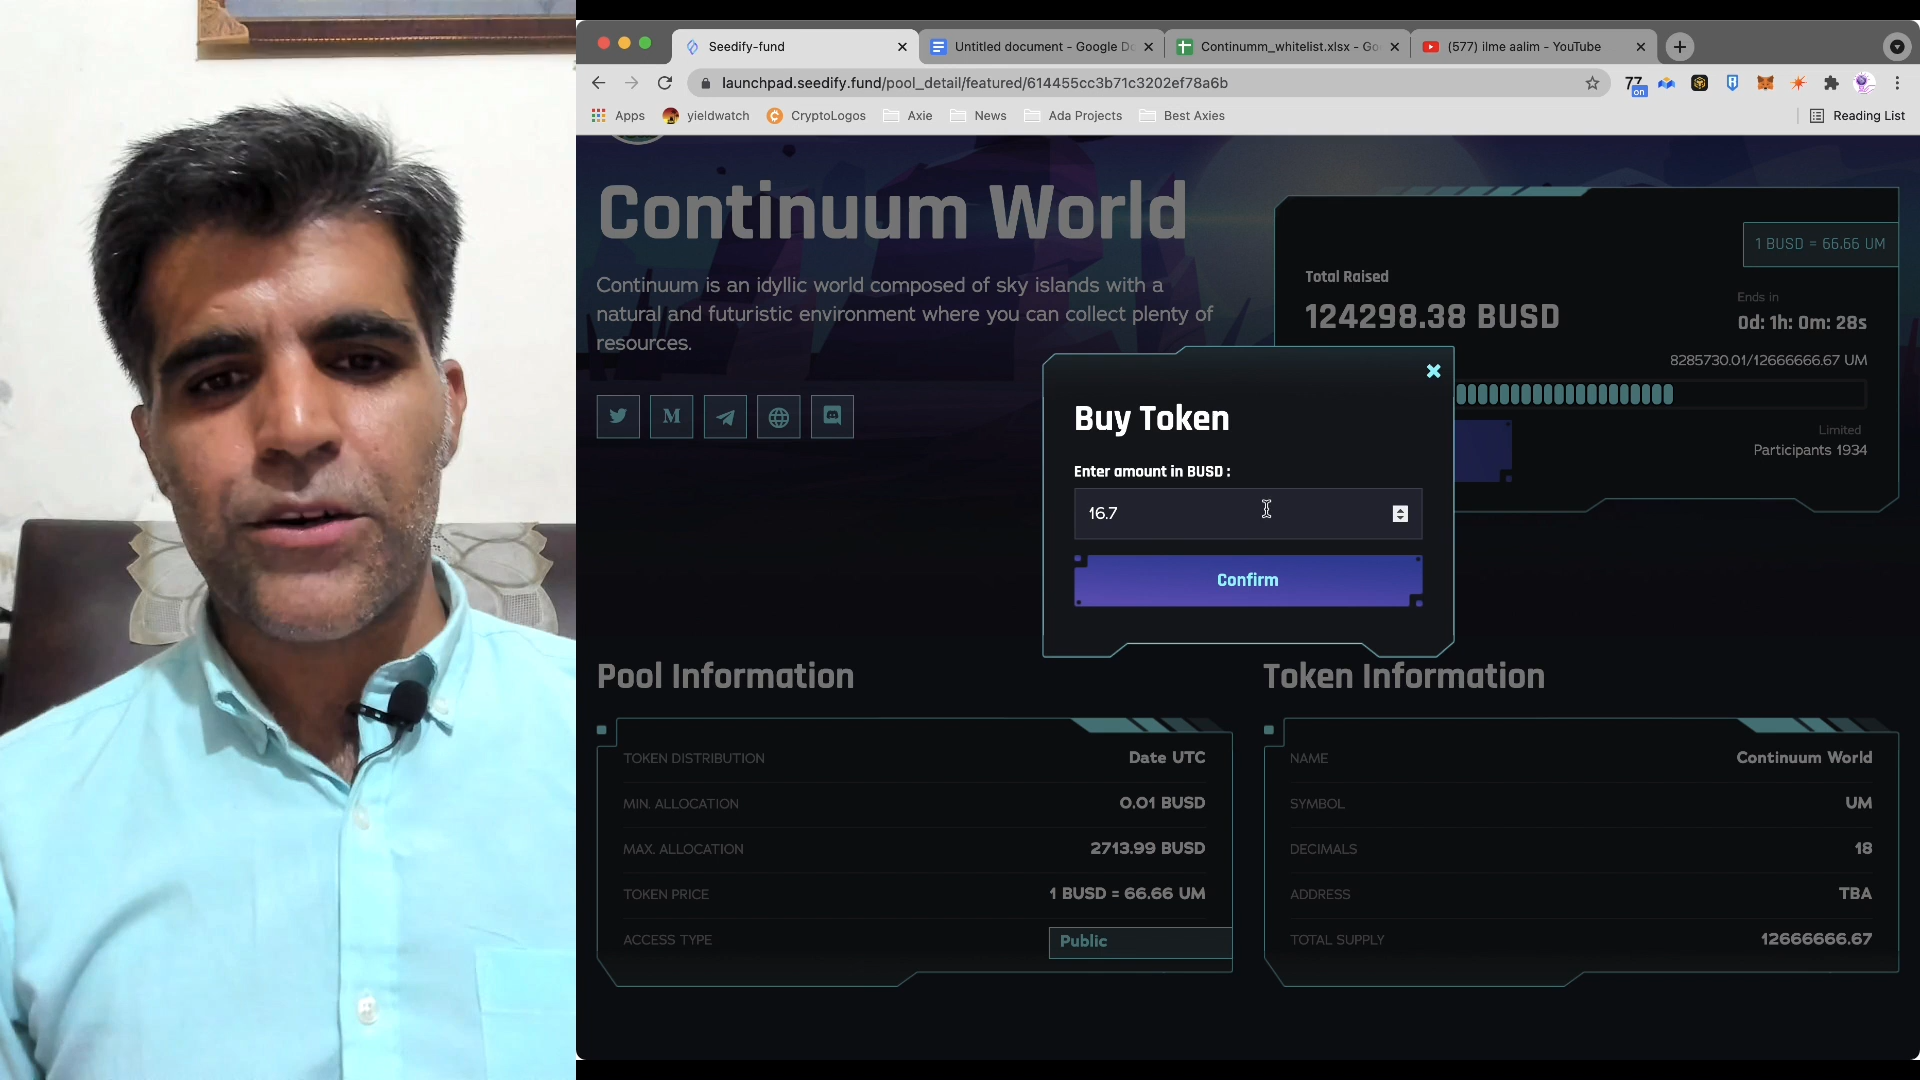 Seedify-fund
Untitled document - Google Do
Continumm_whitelist.xlsx - Go
(577) ilme aalim - YouTube
launchpad.seedify.fund/pool_detail/featured/614455cc3b71c3202ef78a6b
77
on
Apps
yieldwatch
CryptoLogos
Axie
News
Ada Projects
Best Axies
Reading List
Continuum World
Continuum is an idyllic world composed of sky islands with a
natural and futuristic environment where you can collect plenty of
resources.
M
1 BUSD = 66.66 UM
Total Raised
124298.38 BUSD
Ends in
0d: 1h: 0m: 28s
8285730.01/12666666.67 UM
Limited
Participants 1934
Buy Token
Enter amount in BUSD :
16.7
Confirm
Pool Information
TOKEN DISTRIBUTION
Date UTC
MIN. ALLOCATION
0.01 BUSD
MAX. ALLOCATION
2713.99 BUSD
TOKEN PRICE
1 BUSD = 66.66 UM
ACCESS TYPE
Public
Token Information
NAME
Continuum World
SYMBOL
UM
DECIMALS
18
ADDRESS
TBA
TOTAL SUPPLY
12666666.67